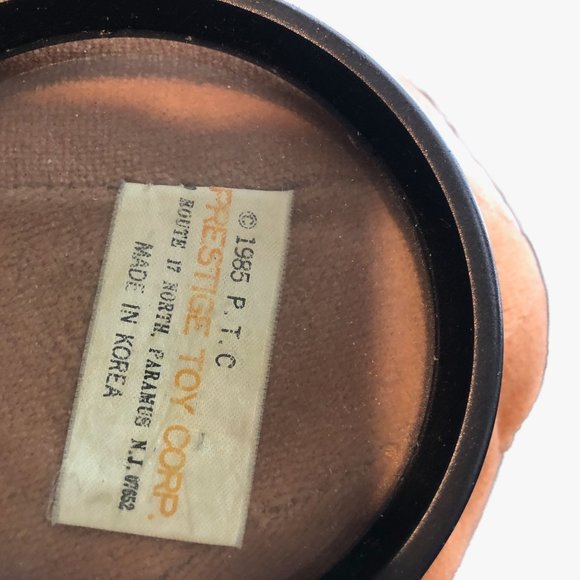 © 1985 P.T.C
PRESTIGE TOY CORP.
ROUTE 17 NORTH, PARAMUS N.J. 07652
MADE IN KOREA